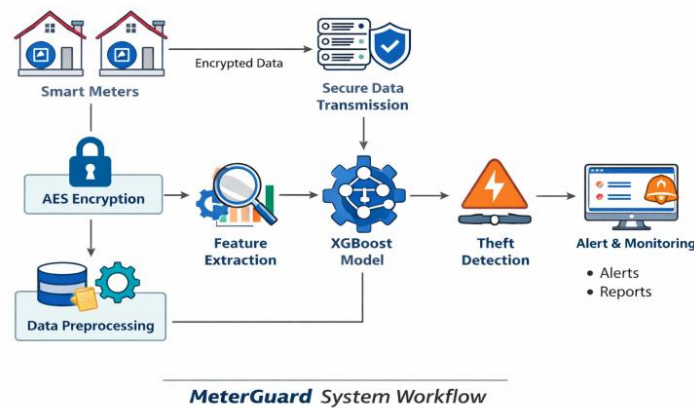 Encrypted Data
Smart Meters
Secure Data
Transmission
AES Encryption
Feature
Extraction
XGBoost
Model
Theft
Detection
Alert & Monitoring
• Alerts
• Reports
Data Preprocessing
MeterGuard System Workflow